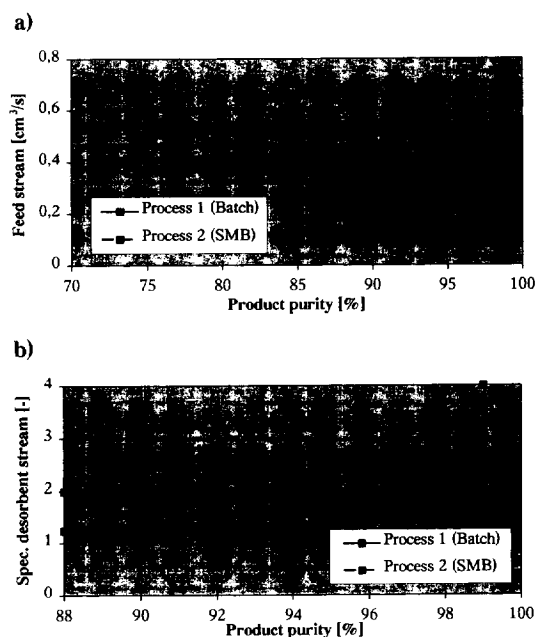 a)
Feed stream [cm³/s]
0,8
0,6
0,4
0,2
0
70 75 80 85 90 95 100
Process 1 (Batch)
Process 2 (SMB)
Product purity [%]
b)
Spec. desorbent stream [-]
4
3
2
1
0
88 90 92 94 96 98 100
Process 1 (Batch)
Process 2 (SMB)
Product purity [%]